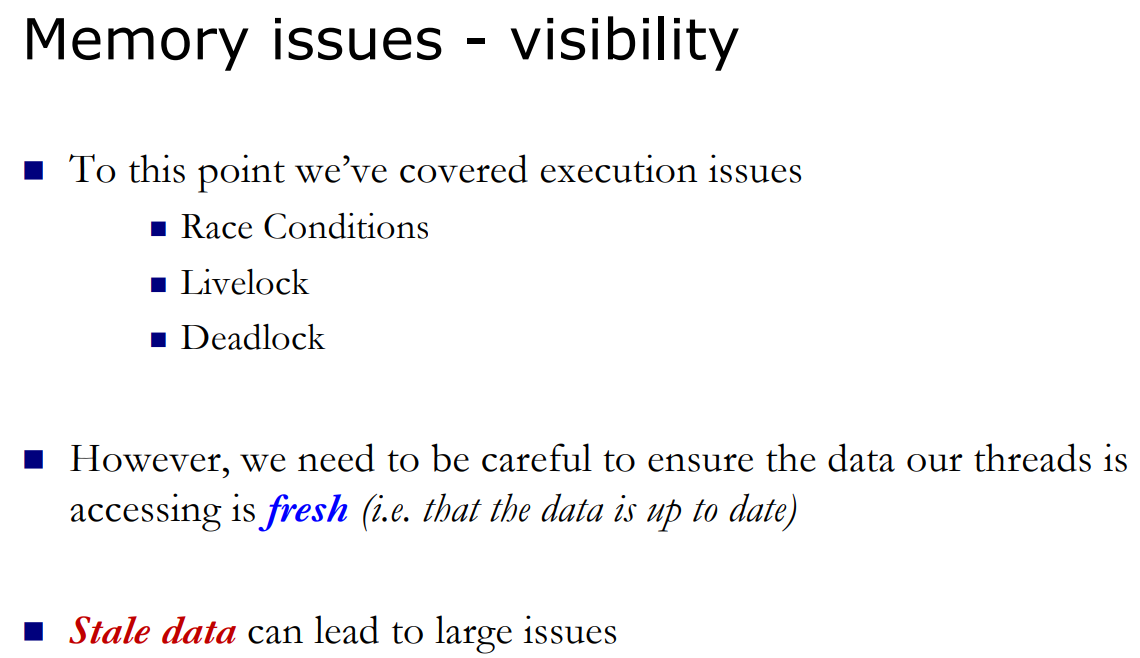 Memory issues - visibility
To this point we’ve covered execution issues
Race Conditions
Livelock
Deadlock
However, we need to be careful to ensure the data our threads is
accessing is fresh (i.e. that the data is up to date)
Stale data can lead to large issues